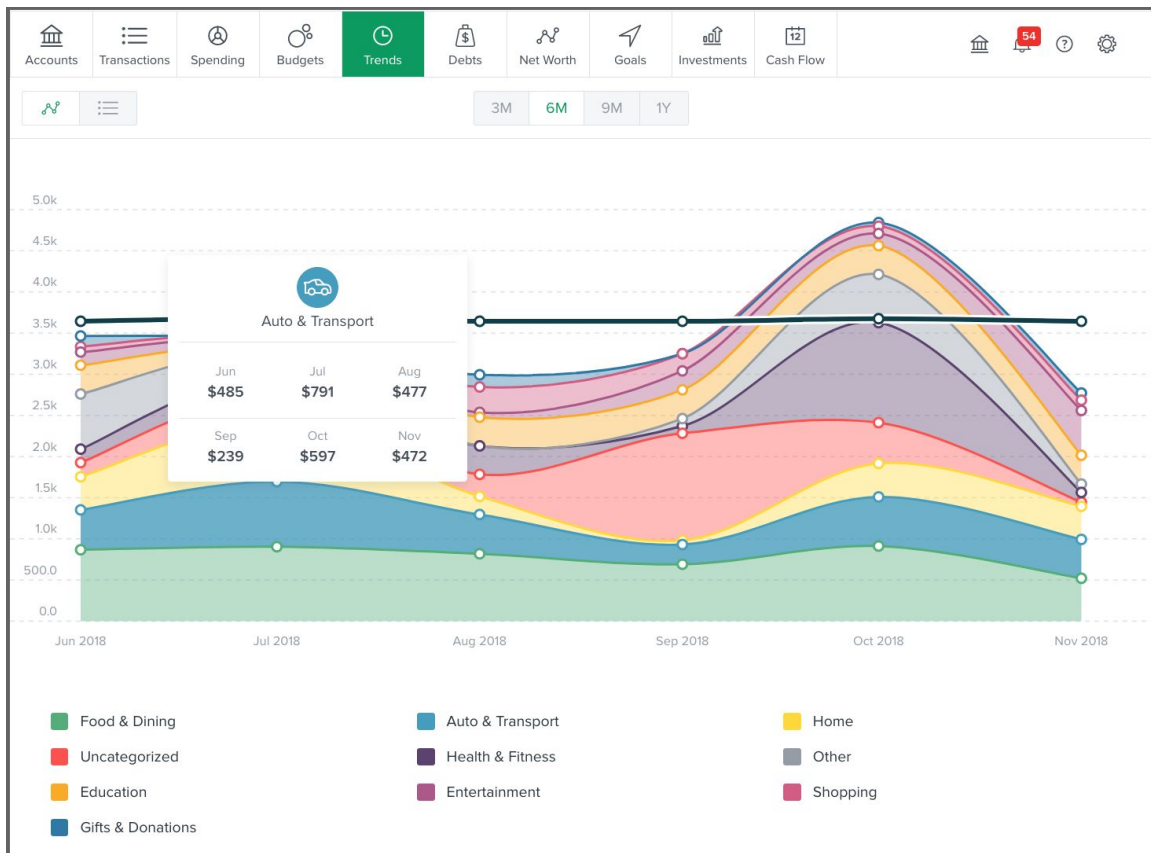 54
Accounts Transactions Spending Budgets Trends Debts Net Worth Goals Investments 12 Cash Flow
3M 6M 9M 1Y
5.0k
4.5k
4.0k
3.5k
3.0k
2.5k
2.0k
1.5k
1.0k
500.0
0.0
Auto & Transport
Jun Jul Aug
$485 $791 $477
Sep Oct Nov
$239 $597 $472
Jun 2018 Jul 2018 Aug 2018 Sep 2018 Oct 2018 Nov 2018
Food & Dining Auto & Transport Home
Uncategorized Health & Fitness Other
Education Entertainment Shopping
Gifts & Donations